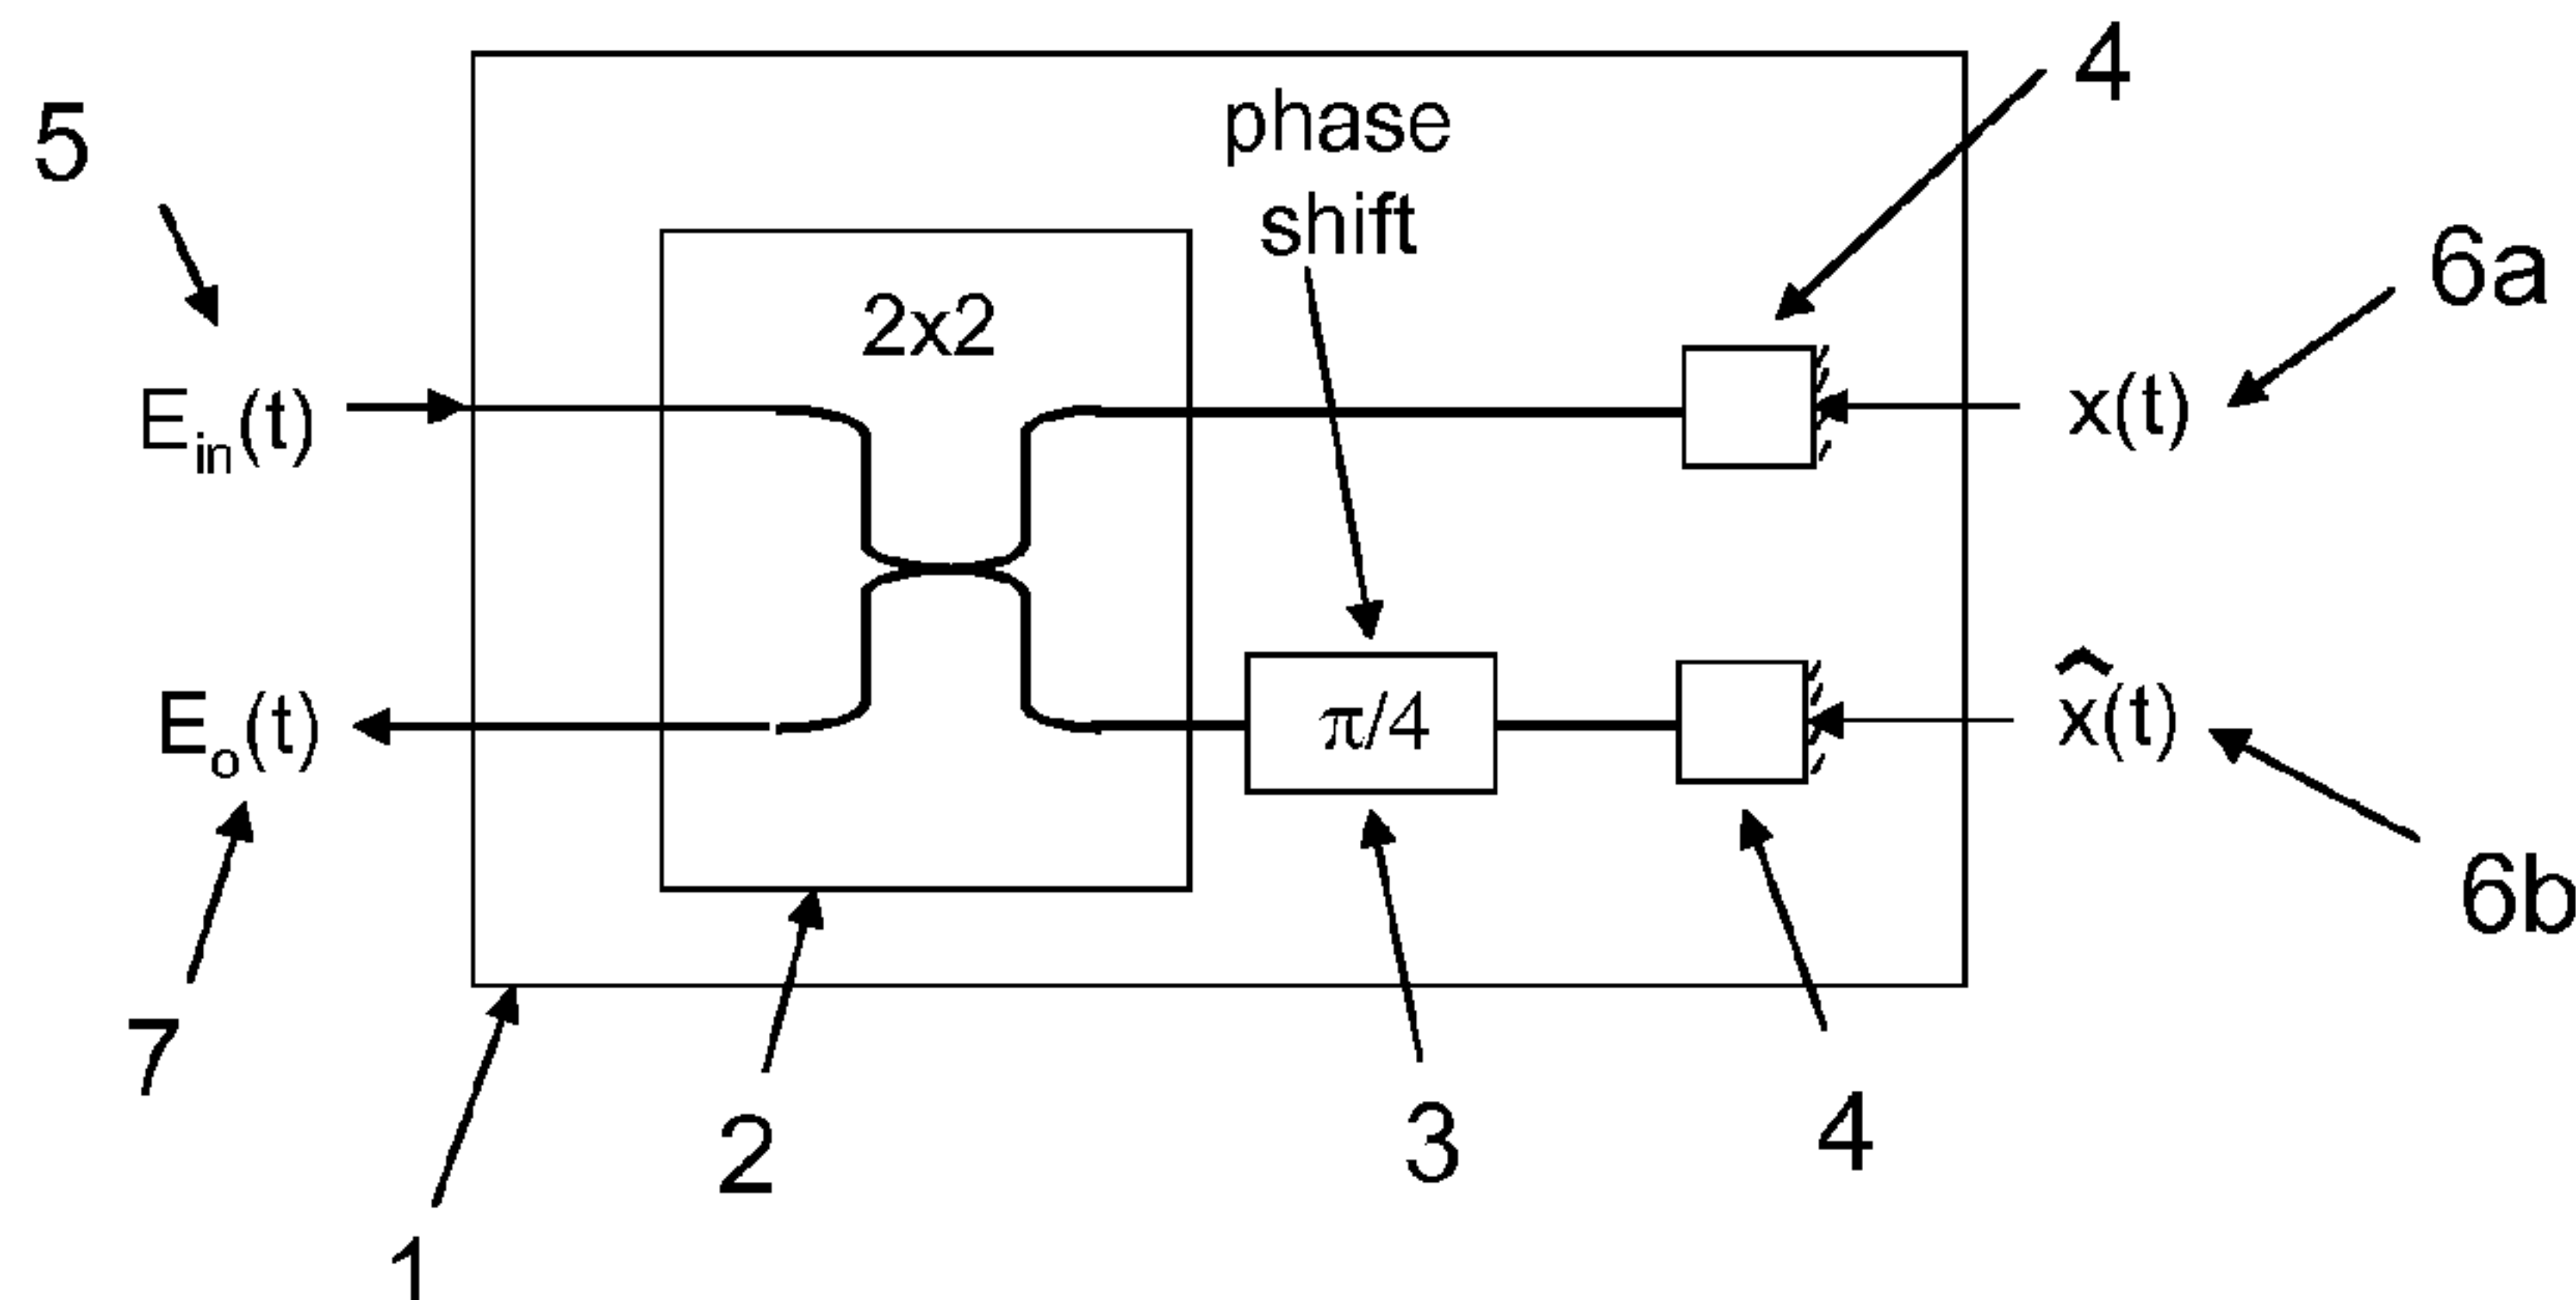 4
phase
shift
5
6a
2x2
E_in(t)
x(t)
E_o(t)
π/4
x̂(t)
6b
7
2
3
4
1